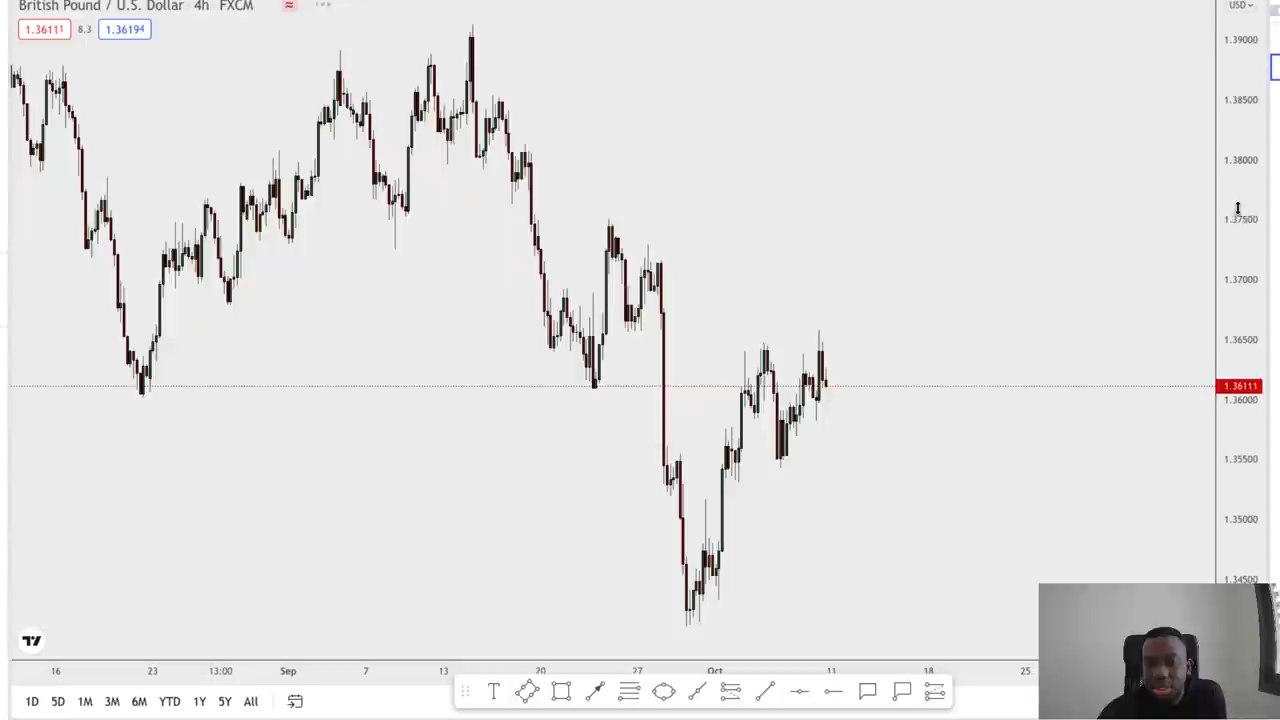 British Pound / U.S. Dollar 4h FXCM
USD
1.36111 8.3 1.36194
1.39000
1.38500
1.38000
1.37500
1.37000
1.36500
1.36111
1.36000
1.35500
1.35000
1.34500
16 23 13:00 Sep 7 13 20 27 Oct 11 18 25
1D 5D 1M 3M 6M YTD 1Y 5Y All
T